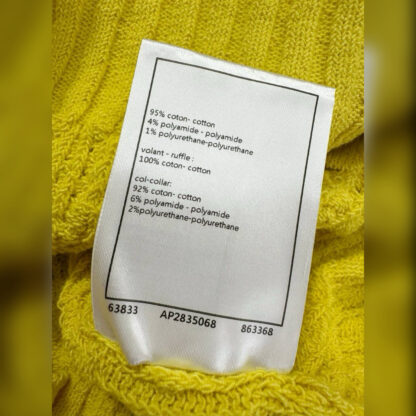 95% coton- cotton
4% polyamide - polyamide
1% polyurethane-polyurethane
volant - ruffle :
100% coton- cotton
col-collar:
92% coton- cotton
6% polyamide - polyamide
2%polyurethane-polyurethane
63833 AP2835068 863368